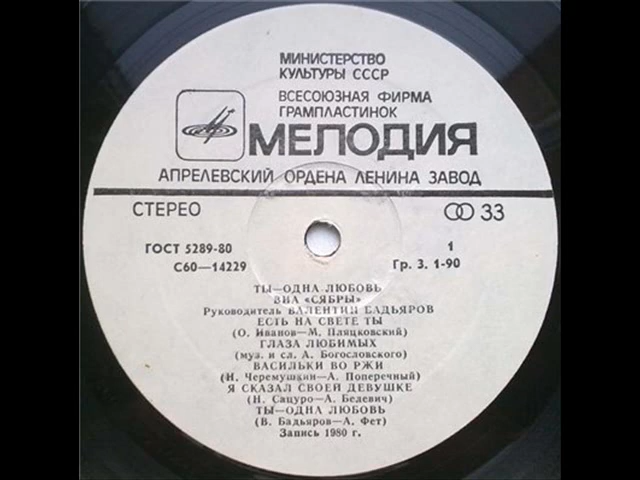 МИНИСТЕРСТВО
КУЛЬТУРЫ СССР
ВСЕСОЮЗНАЯ ФИРМА
ГРАМПЛАСТИНОК
МЕЛОДИЯ
АПРЕЛЕВСКИЙ ОРДЕНА ЛЕНИНА ЗАВОД
СТЕРЕО 33
ГОСТ 5289-80 1
С60—14229 Гр. 3. 1-90
ТЫ—ОДНА ЛЮБОВЬ
ВИА «СЯБРЫ»
Руководитель ВАЛЕНТИН БАДЬЯРОВ
ЕСТЬ НА СВЕТЕ ТЫ
(О. Иванов—М. Пляцковский)
ГЛАЗА ЛЮБИМЫХ
(муз. и сл. А. Богословского)
ВАСИЛЬКИ ВО РЖИ
(И. Черемушкин—А. Поперечный)
Я СКАЗАЛ СВОЕЙ ДЕВУШКЕ
(Н. Сацуро—А. Белевич)
ТЫ—ОДНА ЛЮБОВЬ
(В. Бадьяров—А. Фет)
Запись 1980 г.